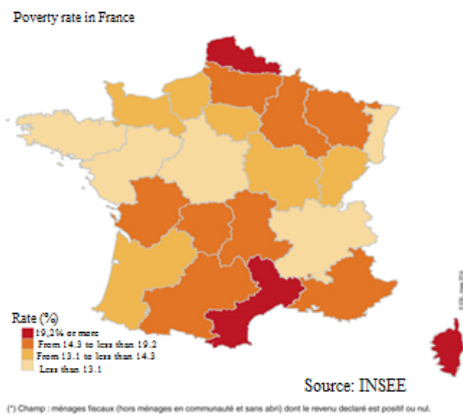 Poverty rate in France
Rate (%)
19,2% or more
From 14.3 to less than 19.2
From 13.1 to less than 14.3
Less than 13.1
Source: INSEE
(*) Champ : ménages fiscaux (hors ménages en communauté et sans abri) dont le revenu declaré est positif ou nul.